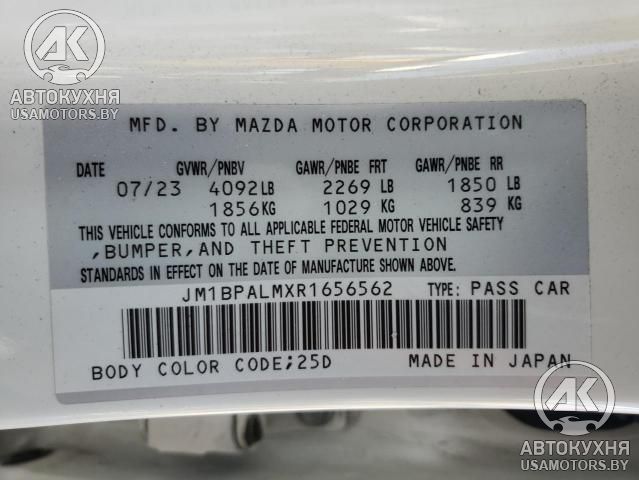 AK
АВТОКУХНЯ
USAMOTORS.BY
MFD. BY MAZDA MOTOR CORPORATION
DATE GVWR/PNBV GAWR/PNBE FRT GAWR/PNBE RR
07/23 4092LB 2269 LB 1850 LB
1856KG 1029 KG 839 KG
THIS VEHICLE CONFORMS TO ALL APPLICABLE FEDERAL MOTOR VEHICLE SAFETY
,BUMPER,AND THEFT PREVENTION
STANDARDS IN EFFECT ON THE DATE OF MANUFACTURE SHOWN ABOVE.
JM1BPALMXR1656562 TYPE: PASS CAR
BODY COLOR CODE;25D MADE IN JAPAN
AK
АВТОКУХНЯ
USAMOTORS.BY